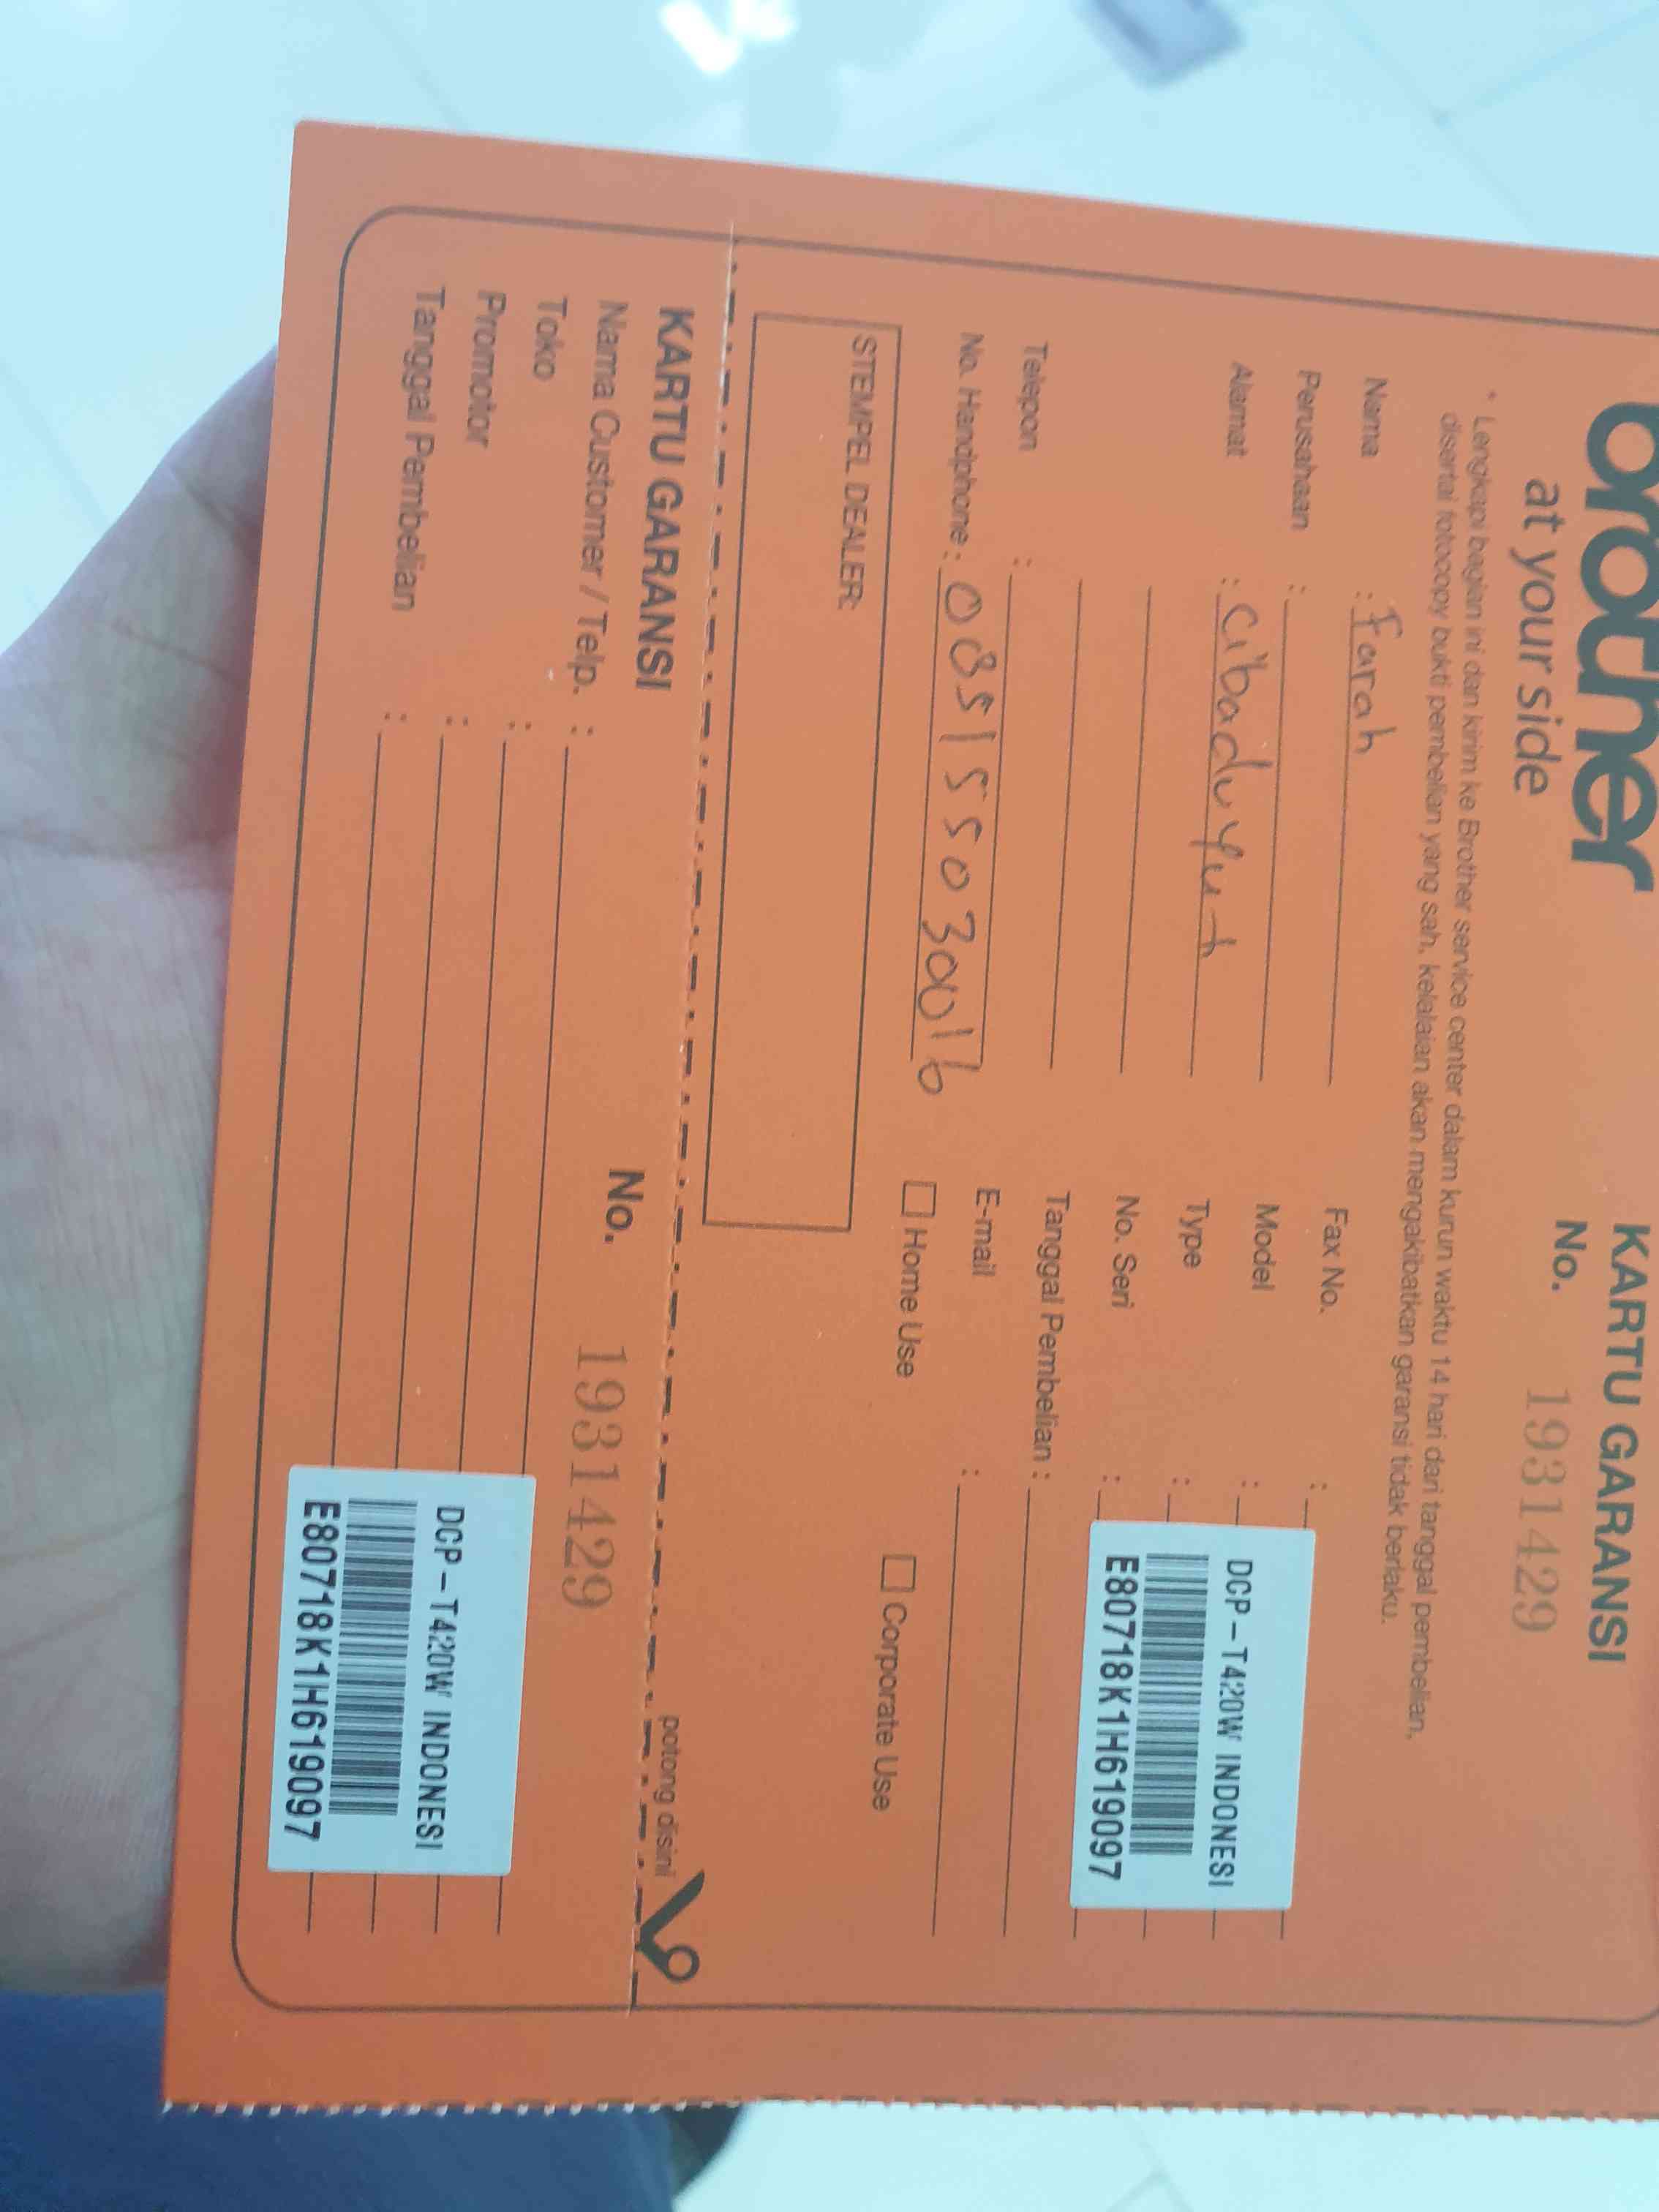 brother
at your side
KARTU GARANSI
No. 1931429
* Lengkapi bagian ini dan kirim ke Brother service center dalam kurun waktu 14 hari dari tanggal pembelian,
disertai fotocopy bukti pembelian yang sah, kelalaian akan mengakibatkan garansi tidak berlaku.
Nama : Farah
Perusahaan :
Alamat : Cibaduyut
Telepon :
No. Handphone : 085155030016
Fax No. :
Model :
Type :
No. Seri :
DCP-T420W INDONESI
E80718K1H619097
Tanggal Pembelian :
E-mail :
Home Use
Corporate Use
STEMPEL DEALER:
potong disini
KARTU GARANSI
No. 1931429
Nama Customer / Telp. :
Toko :
Promotor :
Tanggal Pembelian :
DCP-T420W INDONESI
E80718K1H619097